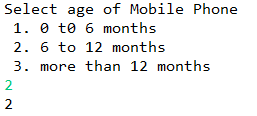 Select age of Mobile Phone
1. 0 t0 6 months
2. 6 to 12 months
3. more than 12 months
2
2